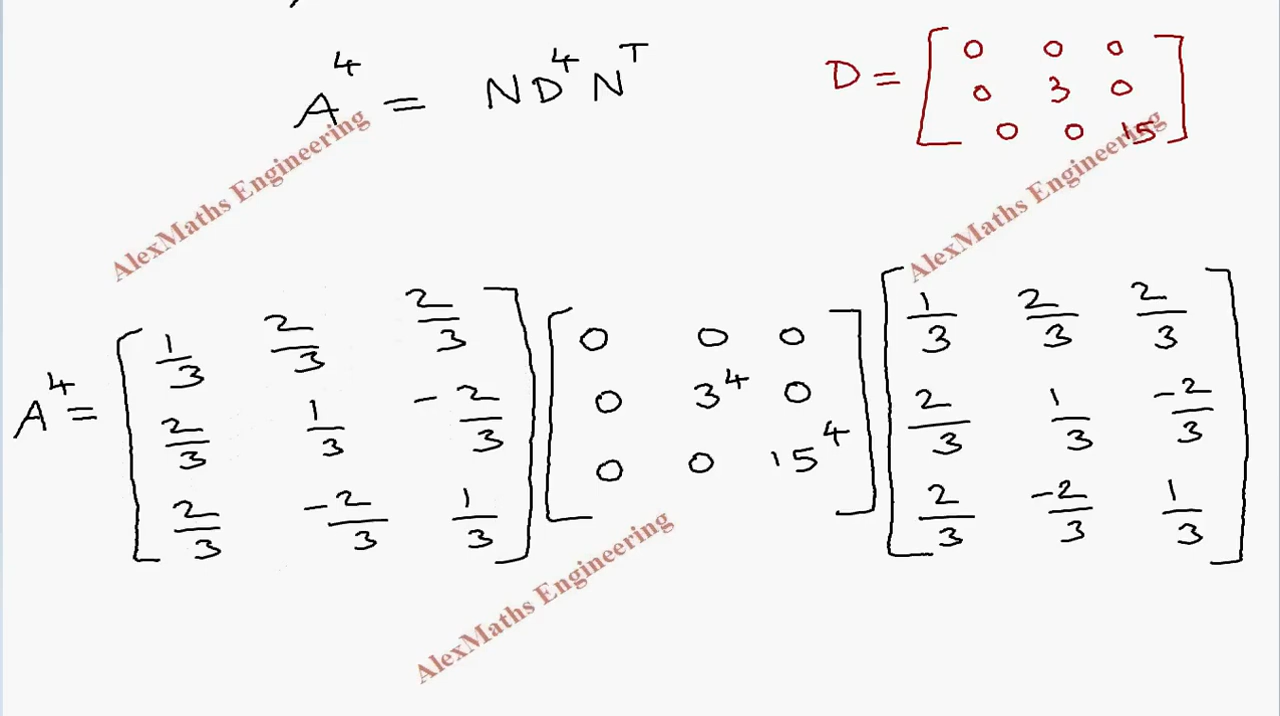 A⁴ = ND⁴Nᵀ
D = [0 0 0
0 3 0
0 0 15]
AlexMaths Engineering
AlexMaths Engineering
A⁴ = [1/3 2/3 2/3] [0 0 0] [1/3 2/3 2/3]
[2/3 1/3 -2/3] [0 3⁴ 0] [2/3 1/3 -2/3]
[2/3 -2/3 1/3] [0 0 15⁴] [2/3 -2/3 1/3]
AlexMaths Engineering